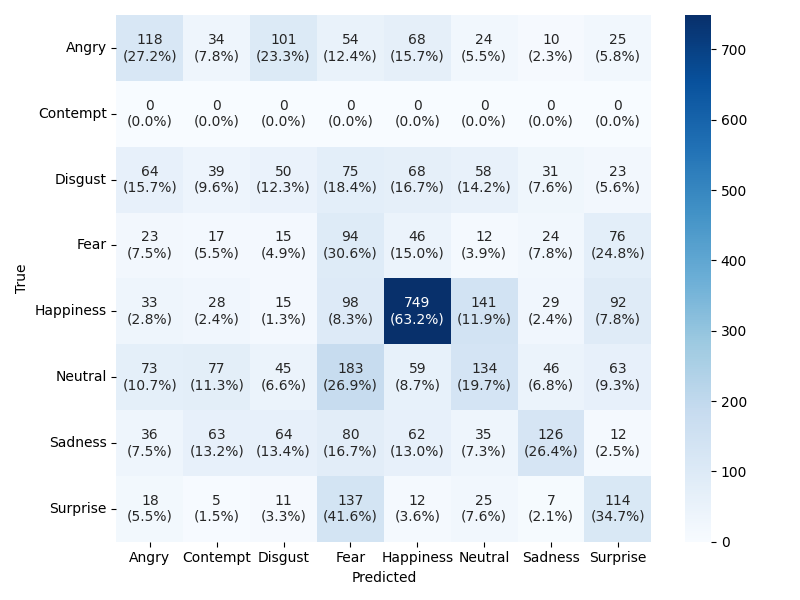 Angry 118 34 101 54 68 24 10 25
(27.2%) (7.8%) (23.3%) (12.4%) (15.7%) (5.5%) (2.3%) (5.8%)
Contempt 0 0 0 0 0 0 0 0
(0.0%) (0.0%) (0.0%) (0.0%) (0.0%) (0.0%) (0.0%) (0.0%)
Disgust 64 39 50 75 68 58 31 23
(15.7%) (9.6%) (12.3%) (18.4%) (16.7%) (14.2%) (7.6%) (5.6%)
Fear 23 17 15 94 46 12 24 76
(7.5%) (5.5%) (4.9%) (30.6%) (15.0%) (3.9%) (7.8%) (24.8%)
Happiness 33 28 15 98 749 141 29 92
(2.8%) (2.4%) (1.3%) (8.3%) (63.2%) (11.9%) (2.4%) (7.8%)
Neutral 73 77 45 183 59 134 46 63
(10.7%) (11.3%) (6.6%) (26.9%) (8.7%) (19.7%) (6.8%) (9.3%)
Sadness 36 63 64 80 62 35 126 12
(7.5%) (13.2%) (13.4%) (16.7%) (13.0%) (7.3%) (26.4%) (2.5%)
Surprise 18 5 11 137 12 25 7 114
(5.5%) (1.5%) (3.3%) (41.6%) (3.6%) (7.6%) (2.1%) (34.7%)
Angry Contempt Disgust Fear Happiness Neutral Sadness Surprise
Predicted
True
700
600
500
400
300
200
100
0